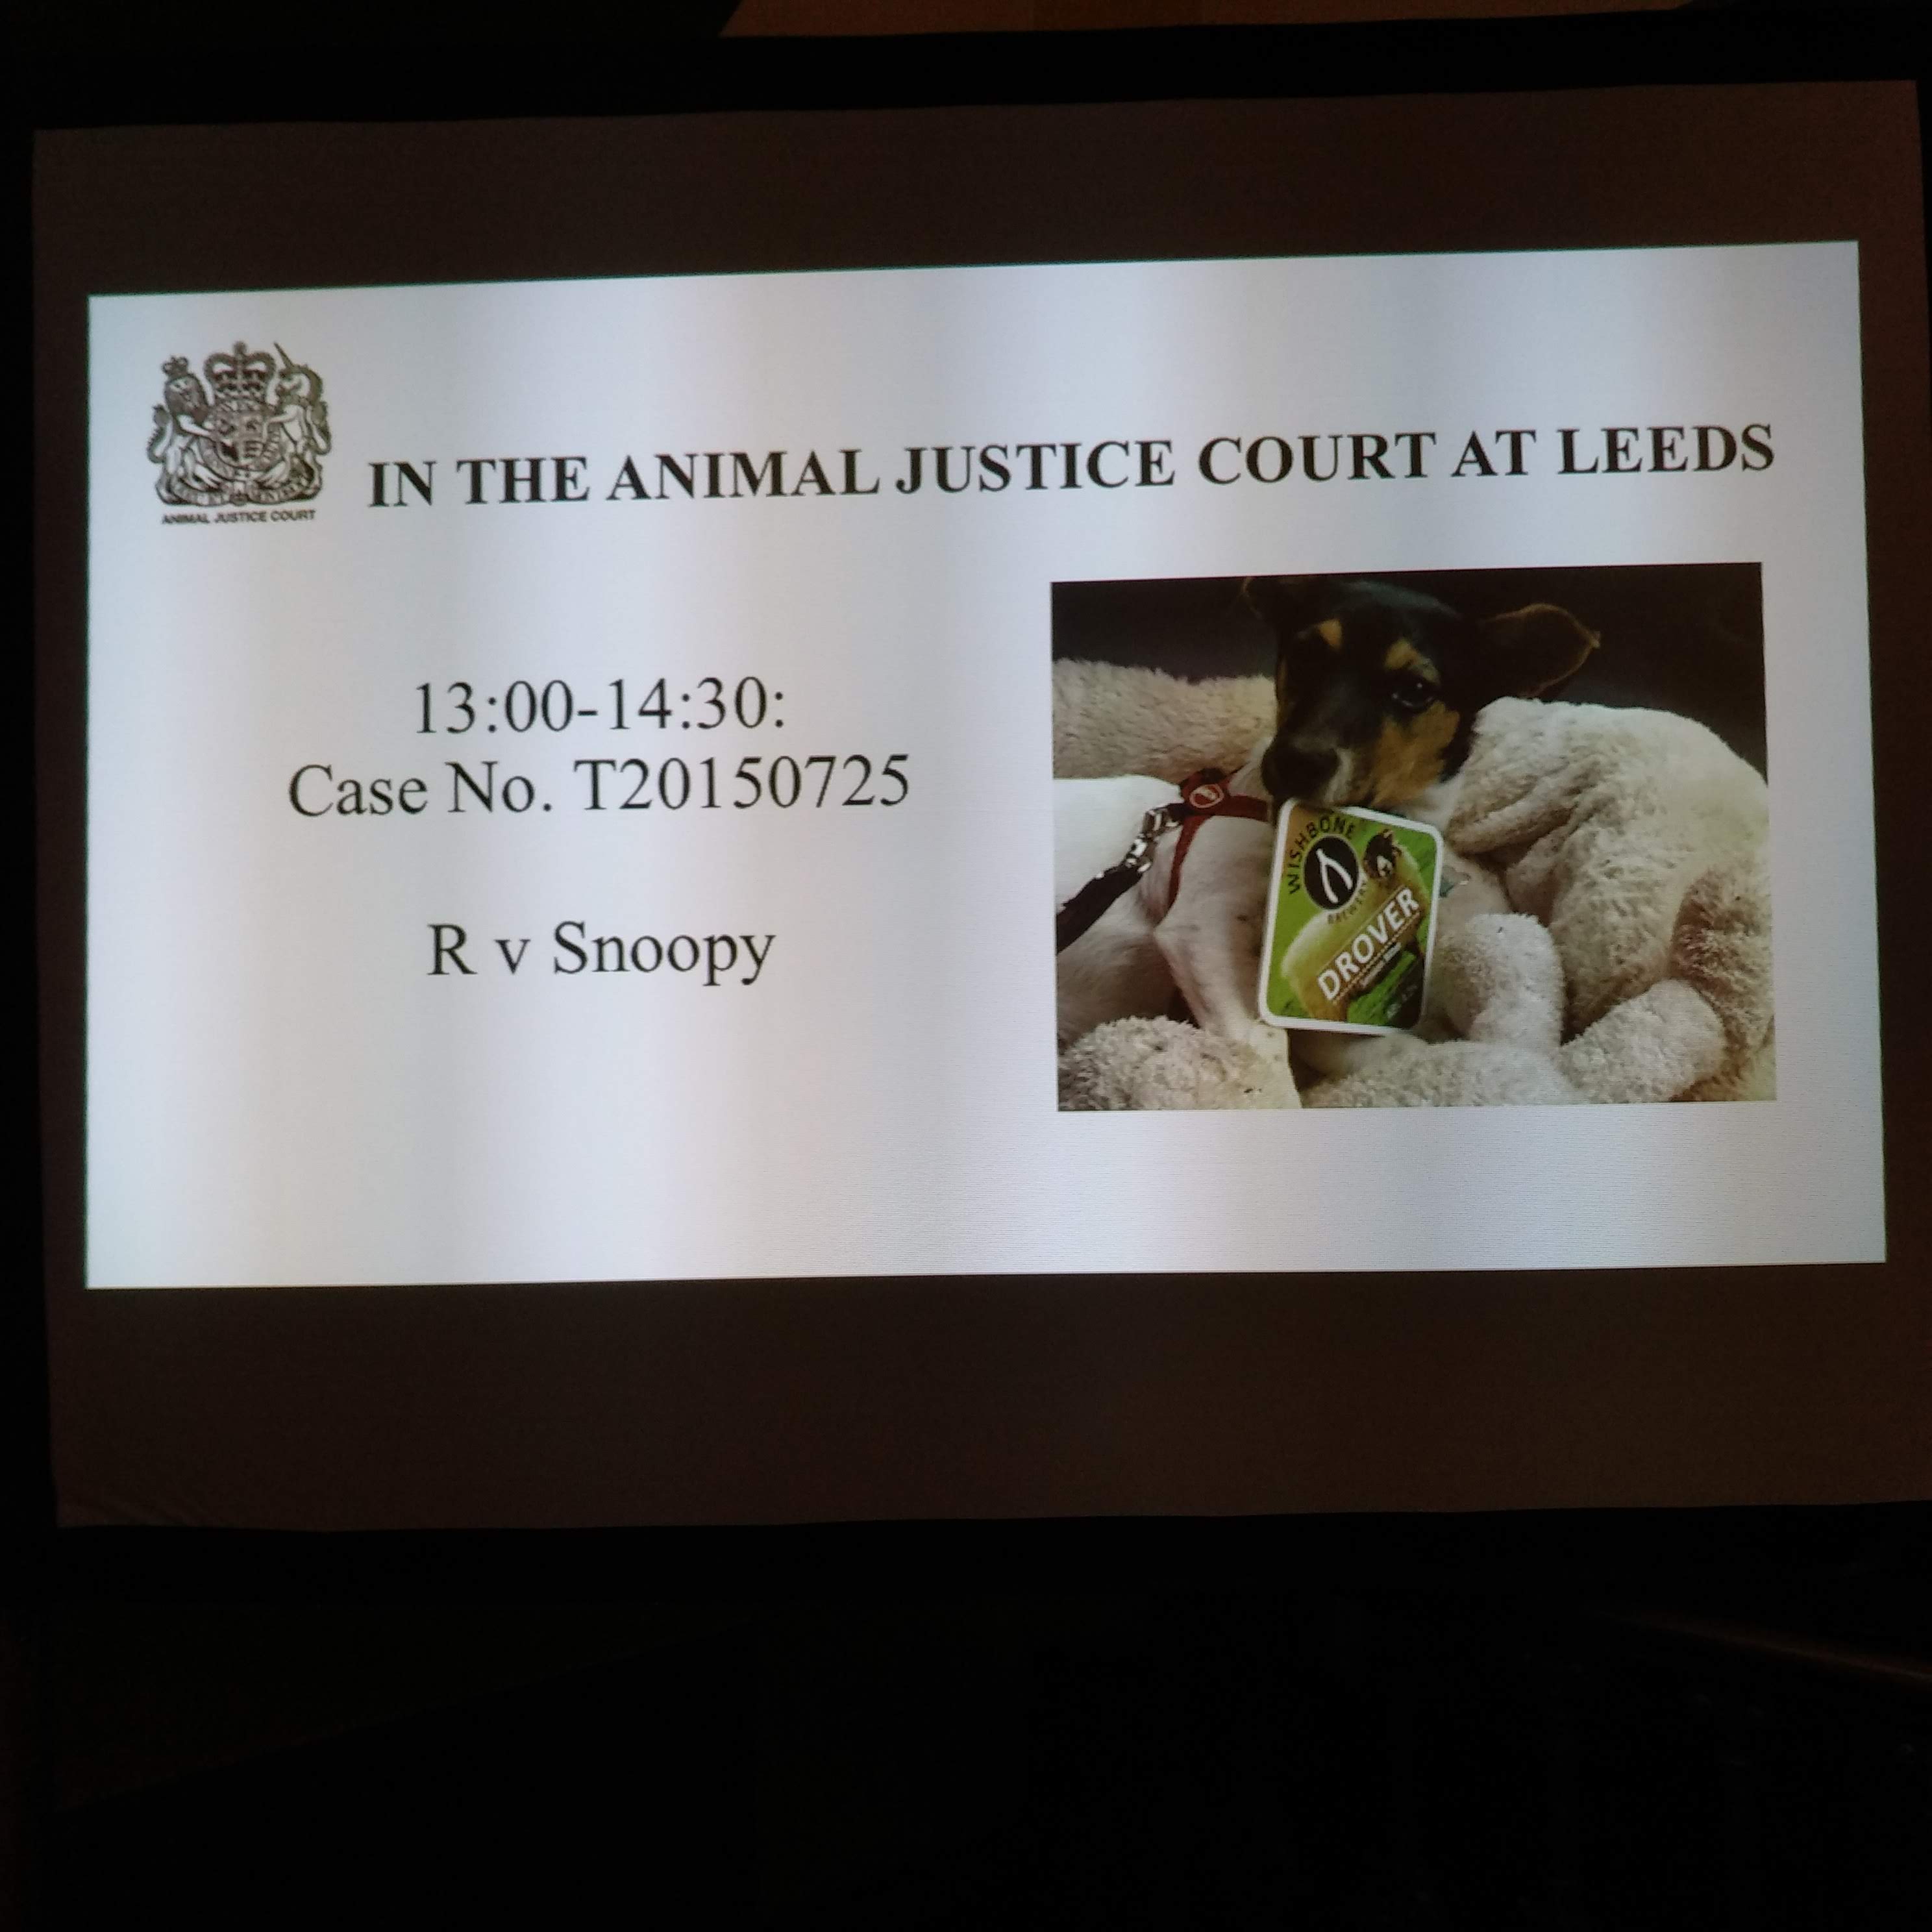 IN THE ANIMAL JUSTICE COURT AT LEEDS
ANIMAL JUSTICE COURT
13:00-14:30:
Case No. T20150725
R v Snoopy
WISHBONE
BREWERY
DROVER